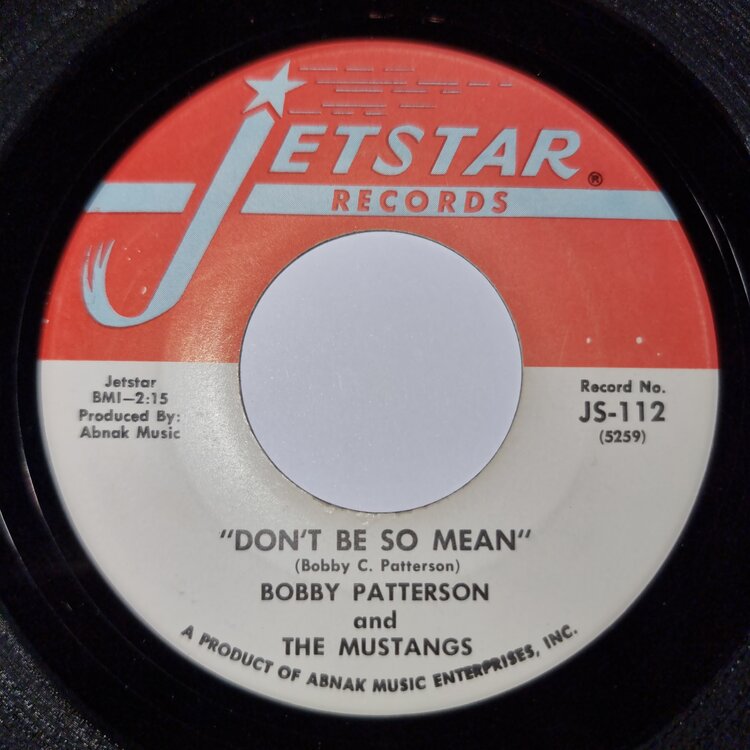 JETSTAR®
RECORDS
Jetstar
BMI—2:15
Produced By:
Abnak Music
Record No.
JS-112
(5259)
"DON'T BE SO MEAN"
(Bobby C. Patterson)
BOBBY PATTERSON
and
THE MUSTANGS
A PRODUCT OF ABNAK MUSIC ENTERPRISES, INC.